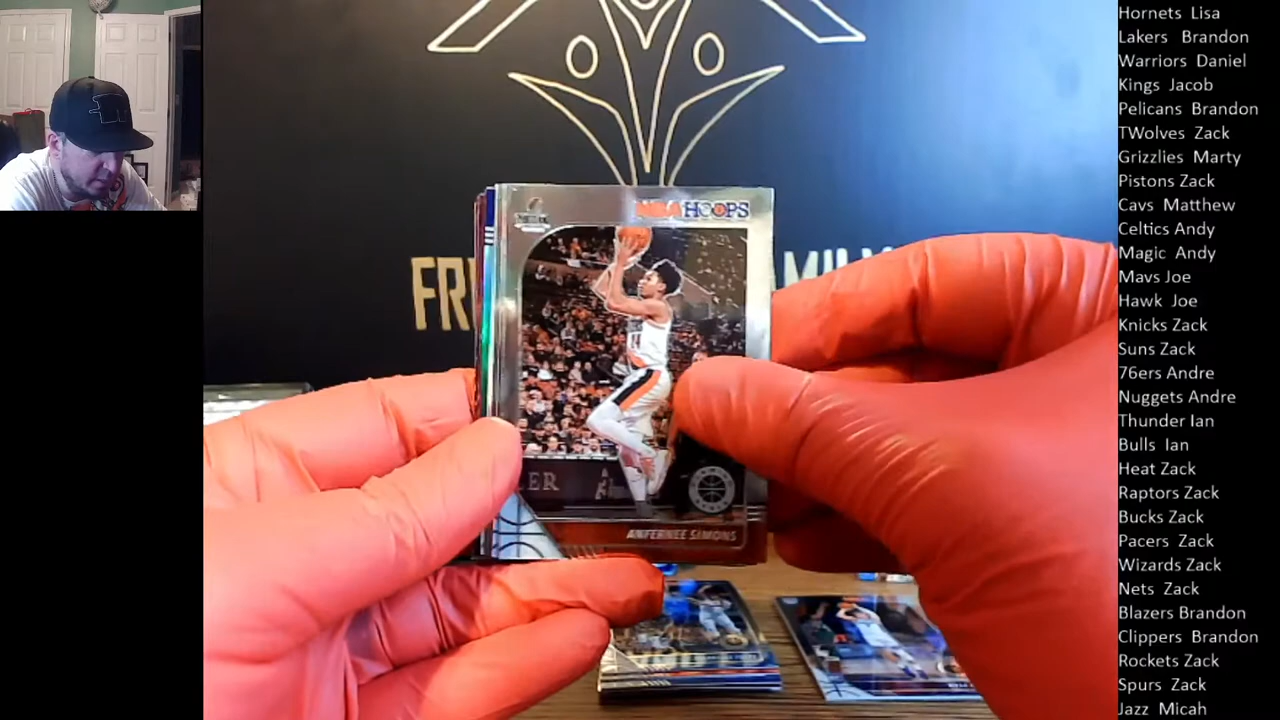 NBA HOOPS
FRI
AMILY
ER
ANFERNEE SIMONS
Hornets Lisa
Lakers Brandon
Warriors Daniel
Kings Jacob
Pelicans Brandon
TWolves Zack
Grizzlies Marty
Pistons Zack
Cavs Matthew
Celtics Andy
Magic Andy
Mavs Joe
Hawk Joe
Knicks Zack
Suns Zack
76ers Andre
Nuggets Andre
Thunder Ian
Bulls Ian
Heat Zack
Raptors Zack
Bucks Zack
Pacers Zack
Wizards Zack
Nets Zack
Blazers Brandon
Clippers Brandon
Rockets Zack
Spurs Zack
Jazz Micah